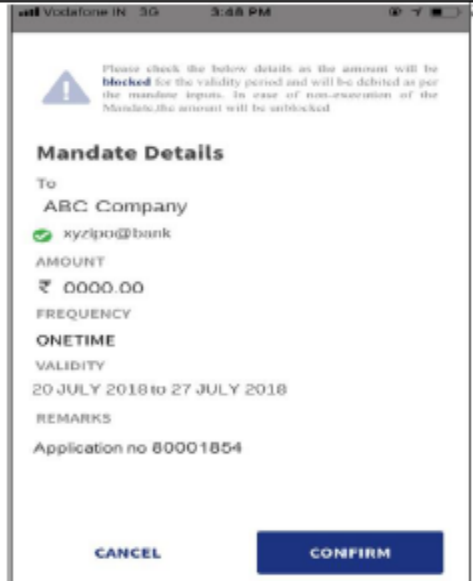 Vodafone IN 3G 3:48 PM
Please check the below details as the amount will be
blocked for the validity period and will be debited as per
the mandate inputs. In case of non-execution of the
Mandate,the amount will be unblocked
Mandate Details
To
ABC Company
xyzipo@bank
AMOUNT
₹ 0000.00
FREQUENCY
ONETIME
VALIDITY
20 JULY 2018 to 27 JULY 2018
REMARKS
Application no 80001854
CANCEL CONFIRM